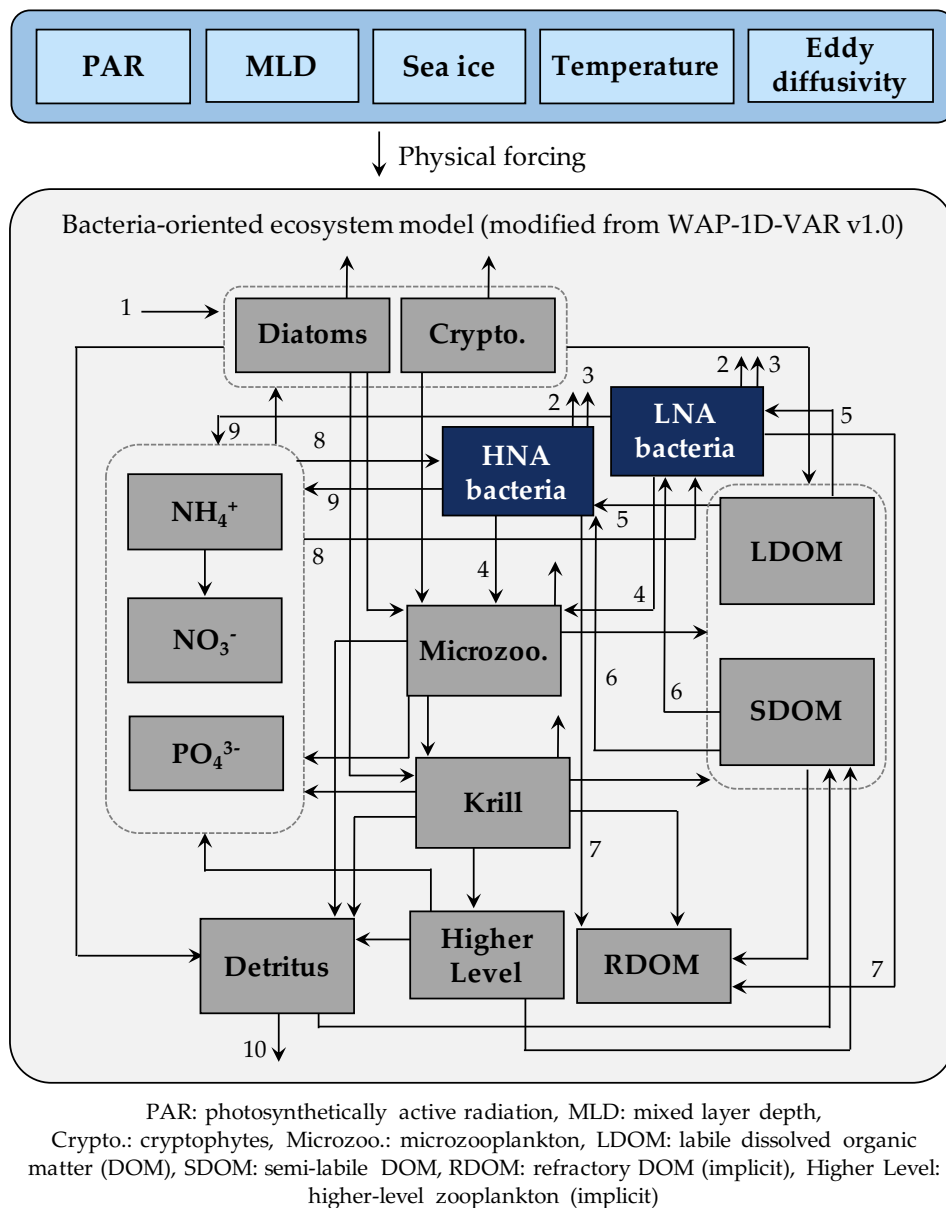 PAR
MLD
Sea ice
Temperature
Eddy
diffusivity
Physical forcing
Bacteria-oriented ecosystem model (modified from WAP-1D-VAR v1.0)
1
Diatoms
Crypto.
2
3
2
3
LNA
bacteria
5
9
8
HNA
bacteria
9
5
NH₄⁺
8
LDOM
4
4
NO₃⁻
Microzoo.
6
6
SDOM
PO₄³⁻
Krill
7
Higher
Level
Detritus
RDOM
7
10
PAR: photosynthetically active radiation, MLD: mixed layer depth,
Crypto.: cryptophytes, Microzoo.: microzooplankton, LDOM: labile dissolved organic
matter (DOM), SDOM: semi-labile DOM, RDOM: refractory DOM (implicit), Higher Level:
higher-level zooplankton (implicit)